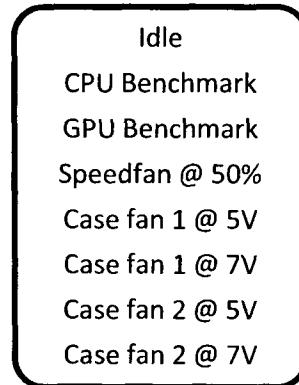 Idle
CPU Benchmark
GPU Benchmark
Speedfan @ 50%
Case fan 1 @ 5V
Case fan 1 @ 7V
Case fan 2 @ 5V
Case fan 2 @ 7V